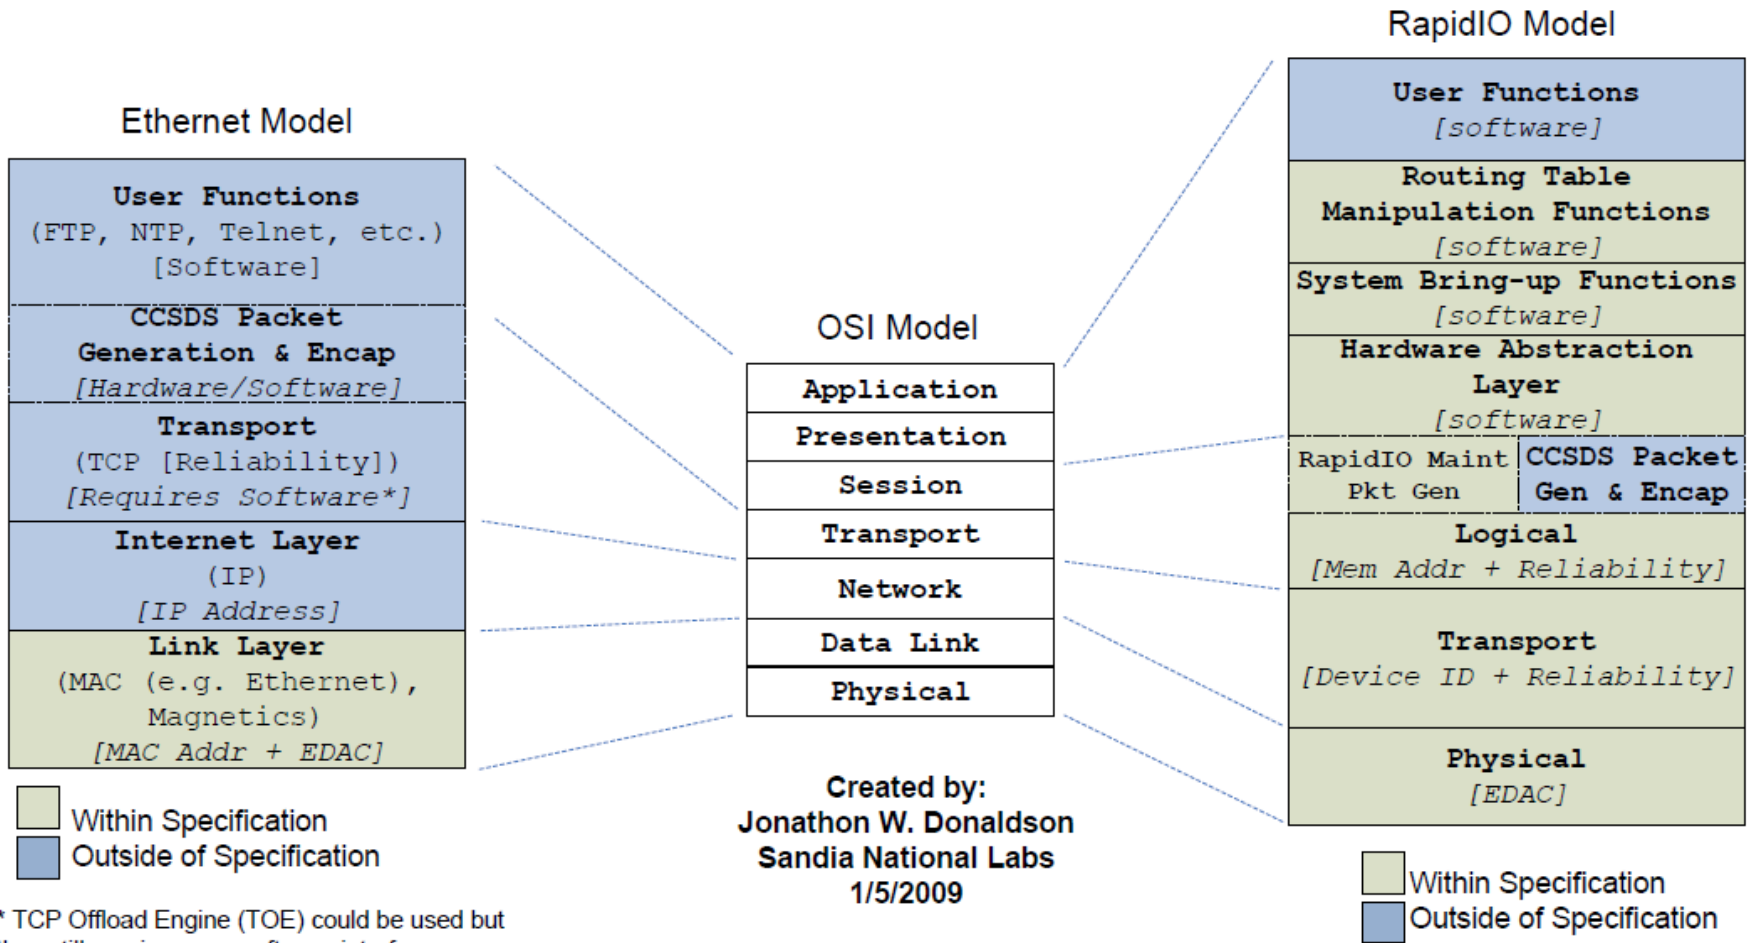 RapidIO Model
Ethernet Model
OSI Model
User Functions
(FTP, NTP, Telnet, etc.)
[Software]
CCSDS Packet
Generation & Encap
[Hardware/Software]
Transport
(TCP [Reliability])
[Requires Software*]
Internet Layer
(IP)
[IP Address]
Link Layer
(MAC (e.g. Ethernet),
Magnetics)
[MAC Addr + EDAC]
Within Specification
Outside of Specification
* TCP Offload Engine (TOE) could be used but
Application
Presentation
Session
Transport
Network
Data Link
Physical
Created by:
Jonathon W. Donaldson
Sandia National Labs
1/5/2009
User Functions
[software]
Routing Table
Manipulation Functions
[software]
System Bring-up Functions
[software]
Hardware Abstraction
Layer
[software]
RapidIO Maint
Pkt Gen
CCSDS Packet
Gen & Encap
Logical
[Mem Addr + Reliability]
Transport
[Device ID + Reliability]
Physical
[EDAC]
Within Specification
Outside of Specification